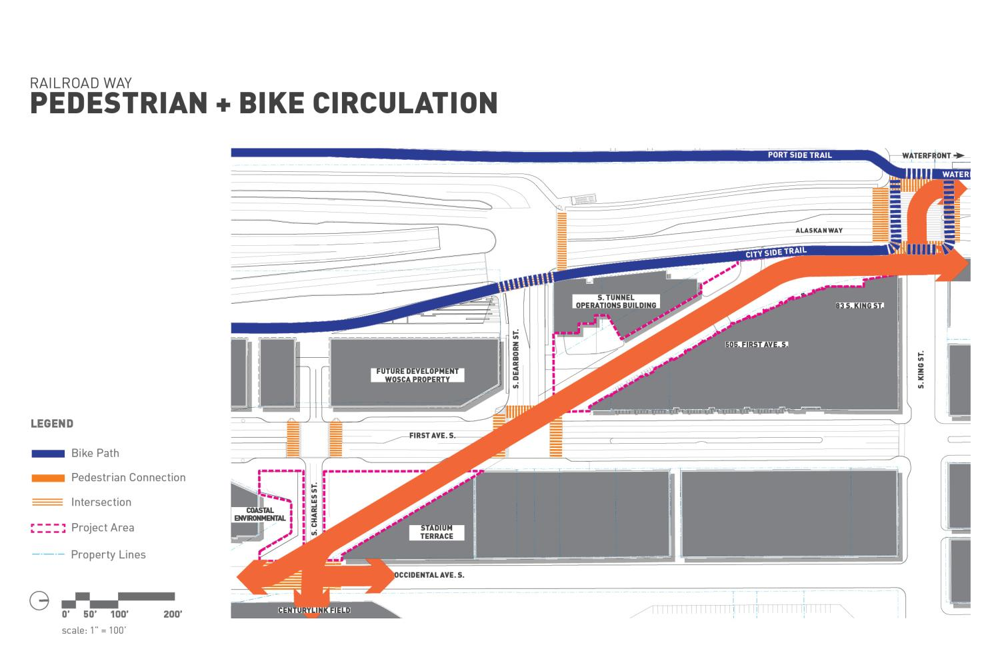 RAILROAD WAY
PEDESTRIAN + BIKE CIRCULATION
PORT SIDE TRAIL
WATERFRONT
WATER
ALASKAN WAY
CITY SIDE TRAIL
S. TUNNEL
OPERATIONS BUILDING
83 S. KING ST.
505. FIRST AVE. S.
S. DEARBORN ST.
S. KING ST.
FUTURE DEVELOPMENT
WOSCA PROPERTY
FIRST AVE. S.
S. CHARLES ST.
COASTAL
ENVIRONMENTAL
STADIUM
TERRACE
OCCIDENTAL AVE. S.
CENTURYLINK FIELD
LEGEND
Bike Path
Pedestrian Connection
Intersection
Project Area
Property Lines
0' 50' 100' 200'
scale: 1" = 100'